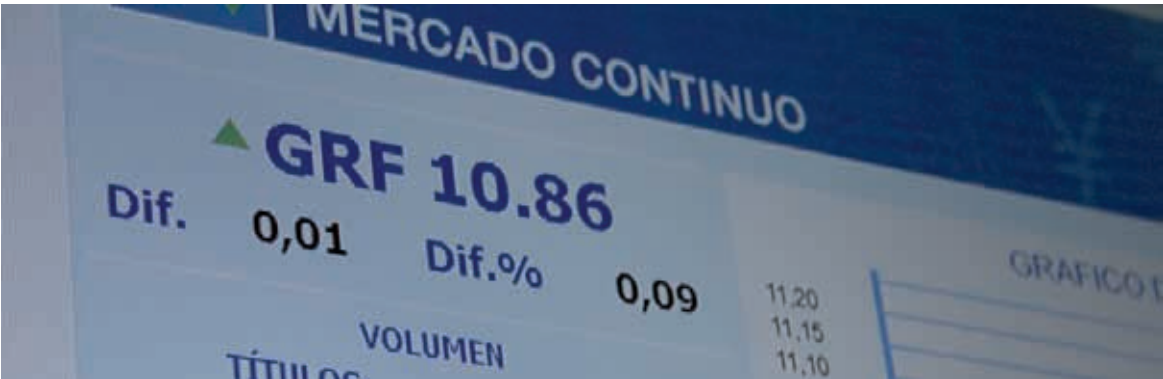 MERCADO CONTINUO
GRF 10.86
Dif. 0,01 Dif.% 0,09
VOLUMEN
TÍTULOS
GRAFICO
11,20
11,15
11,10